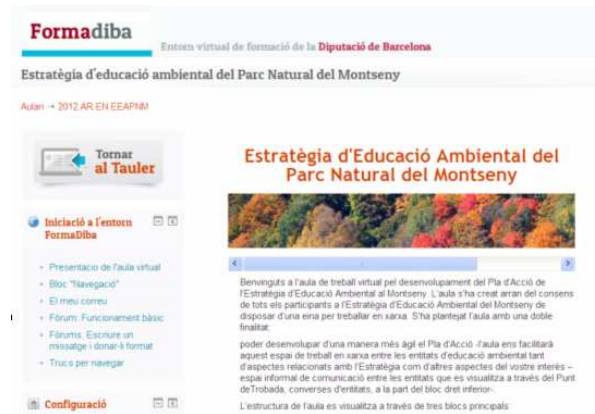 Formadiba
Entorn virtual de formació de la Diputació de Barcelona
Estratègia d'educació ambiental del Parc Natural del Montseny
Aulari → 2012.AR.EN.EEAPNM
Tornar
al Tauler
Iniciació a l'entorn
FormaDiba
Presentacio de l'aula virtual
Bloc "Navegació"
El meu correu
Fòrum: Funcionament bàsic
Fòrums. Escriure un
missatge i donar-li format
Trucs per navegar
Configuració
Estratègia d'Educació Ambiental del
Parc Natural del Montseny
Benvinguts a l'aula de treball virtual pel desenvolupament del Pla d'Acció de
l'Estratègia d'Educació Ambiental al Montseny. L'aula s'ha creat arran del consens
de tots els participants a l'Estratègia d'Educació Ambiental del Montseny de
disposar d'una eina per treballar en xarxa. S'ha plantejat l'aula amb una doble
finalitat:
poder desenvolupar d'una manera més àgil el Pla d'Acció -l'aula ens facilitarà
aquest espai de treball en xarxa entre les entitats d'educació ambiental tant
d'aspectes relacionats amb l'Estratègia com d'altres aspectes del vostre interès –
espai informal de comunicació entre les entitats que es visualitza a través del Punt
deTrobada, converses d'entitats, a la part del bloc dret inferior-.
L'estructura de l'aula es visualitza a través de tres blocs principals: